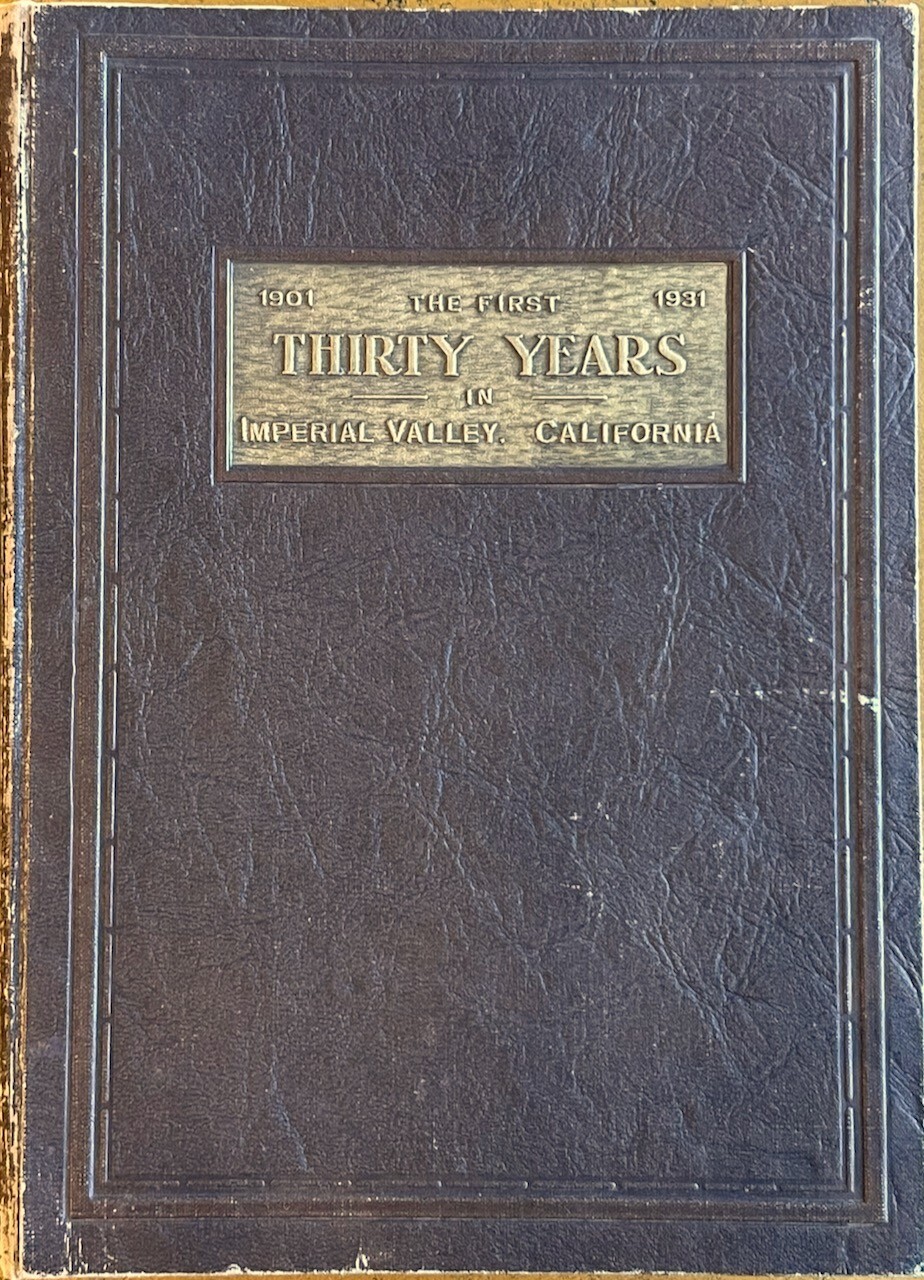 1901 THE FIRST 1931
THIRTY YEARS
IN
IMPERIAL VALLEY. CALIFORNIA